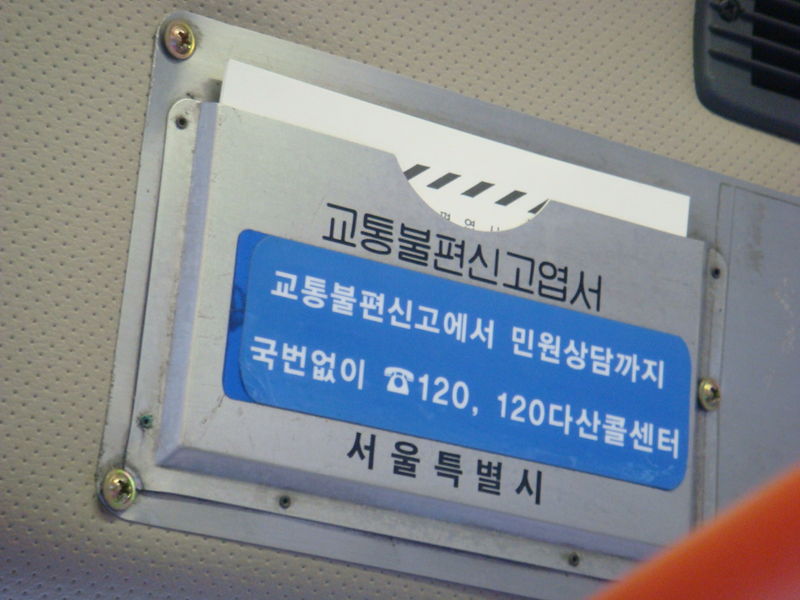 교통불편신고엽서
교통불편신고에서 민원상담까지
국번없이 ☎120, 120다산콜센터
서울특별시